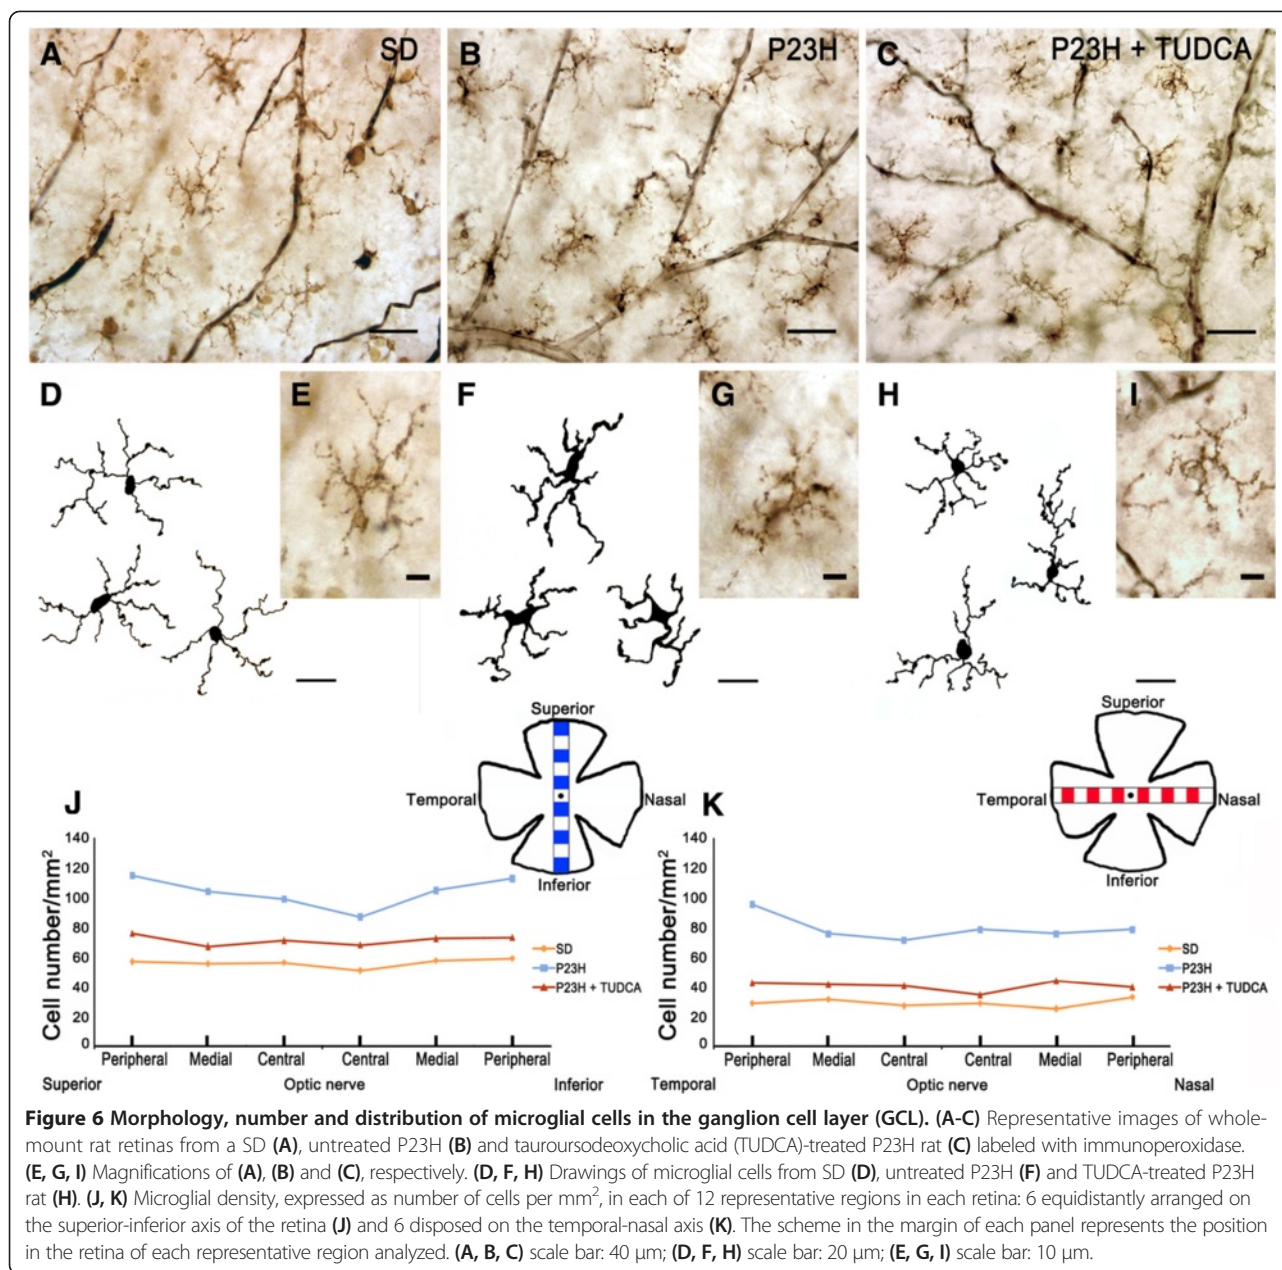 A
SD
B
P23H
C
P23H + TUDCA
D
E
F
G
H
I
Superior
Temporal
Nasal
Inferior
Superior
Temporal
Nasal
Inferior
J
Cell number/mm²
140
120
100
80
60
40
20
0
SD
P23H
P23H + TUDCA
Peripheral Medial Central Central Medial Peripheral
Superior Optic nerve Inferior
K
Cell number/mm²
140
120
100
80
60
40
20
0
SD
P23H
P23H + TUDCA
Peripheral Medial Central Central Medial Peripheral
Temporal Optic nerve Nasal
Figure 6 Morphology, number and distribution of microglial cells in the ganglion cell layer (GCL). (A-C) Representative images of whole-
mount rat retinas from a SD (A), untreated P23H (B) and tauroursodeoxycholic acid (TUDCA)-treated P23H rat (C) labeled with immunoperoxidase.
(E, G, I) Magnifications of (A), (B) and (C), respectively. (D, F, H) Drawings of microglial cells from SD (D), untreated P23H (F) and TUDCA-treated P23H
rat (H). (J, K) Microglial density, expressed as number of cells per mm², in each of 12 representative regions in each retina: 6 equidistantly arranged on
the superior-inferior axis of the retina (J) and 6 disposed on the temporal-nasal axis (K). The scheme in the margin of each panel represents the position
in the retina of each representative region analyzed. (A, B, C) scale bar: 40 μm; (D, F, H) scale bar: 20 μm; (E, G, I) scale bar: 10 μm.